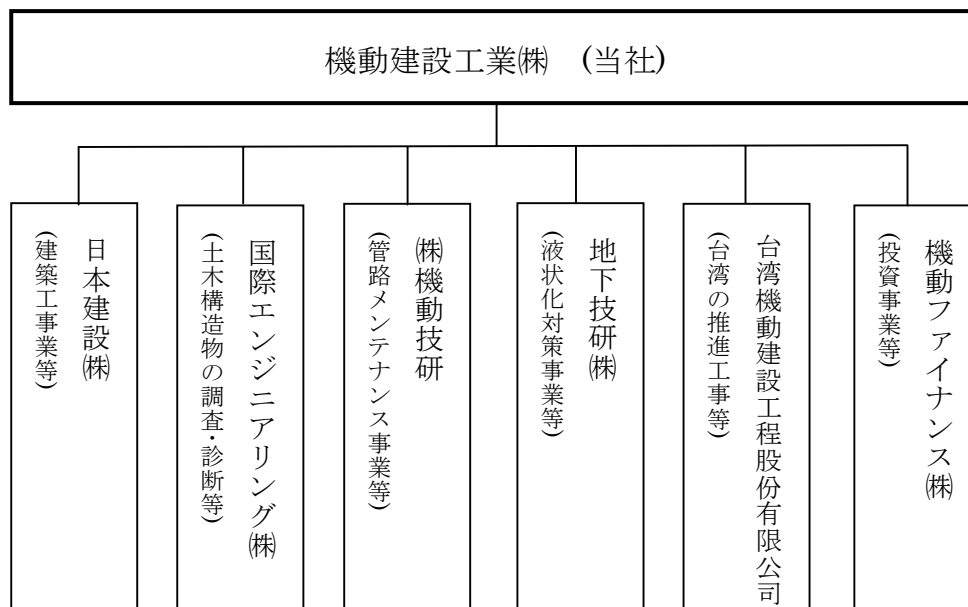 機動建設工業㈱　(当社)
日本建設㈱
(建築工事業等)
国際エンジニアリング㈱
(土木構造物の調査・診断等)
㈱機動技研
(管路メンテナンス事業等)
地下技研㈱
(液状化対策事業等)
台湾機動建設工程股份有限公司
(台湾の推進工事等)
機動ファイナンス㈱
(投資事業等)